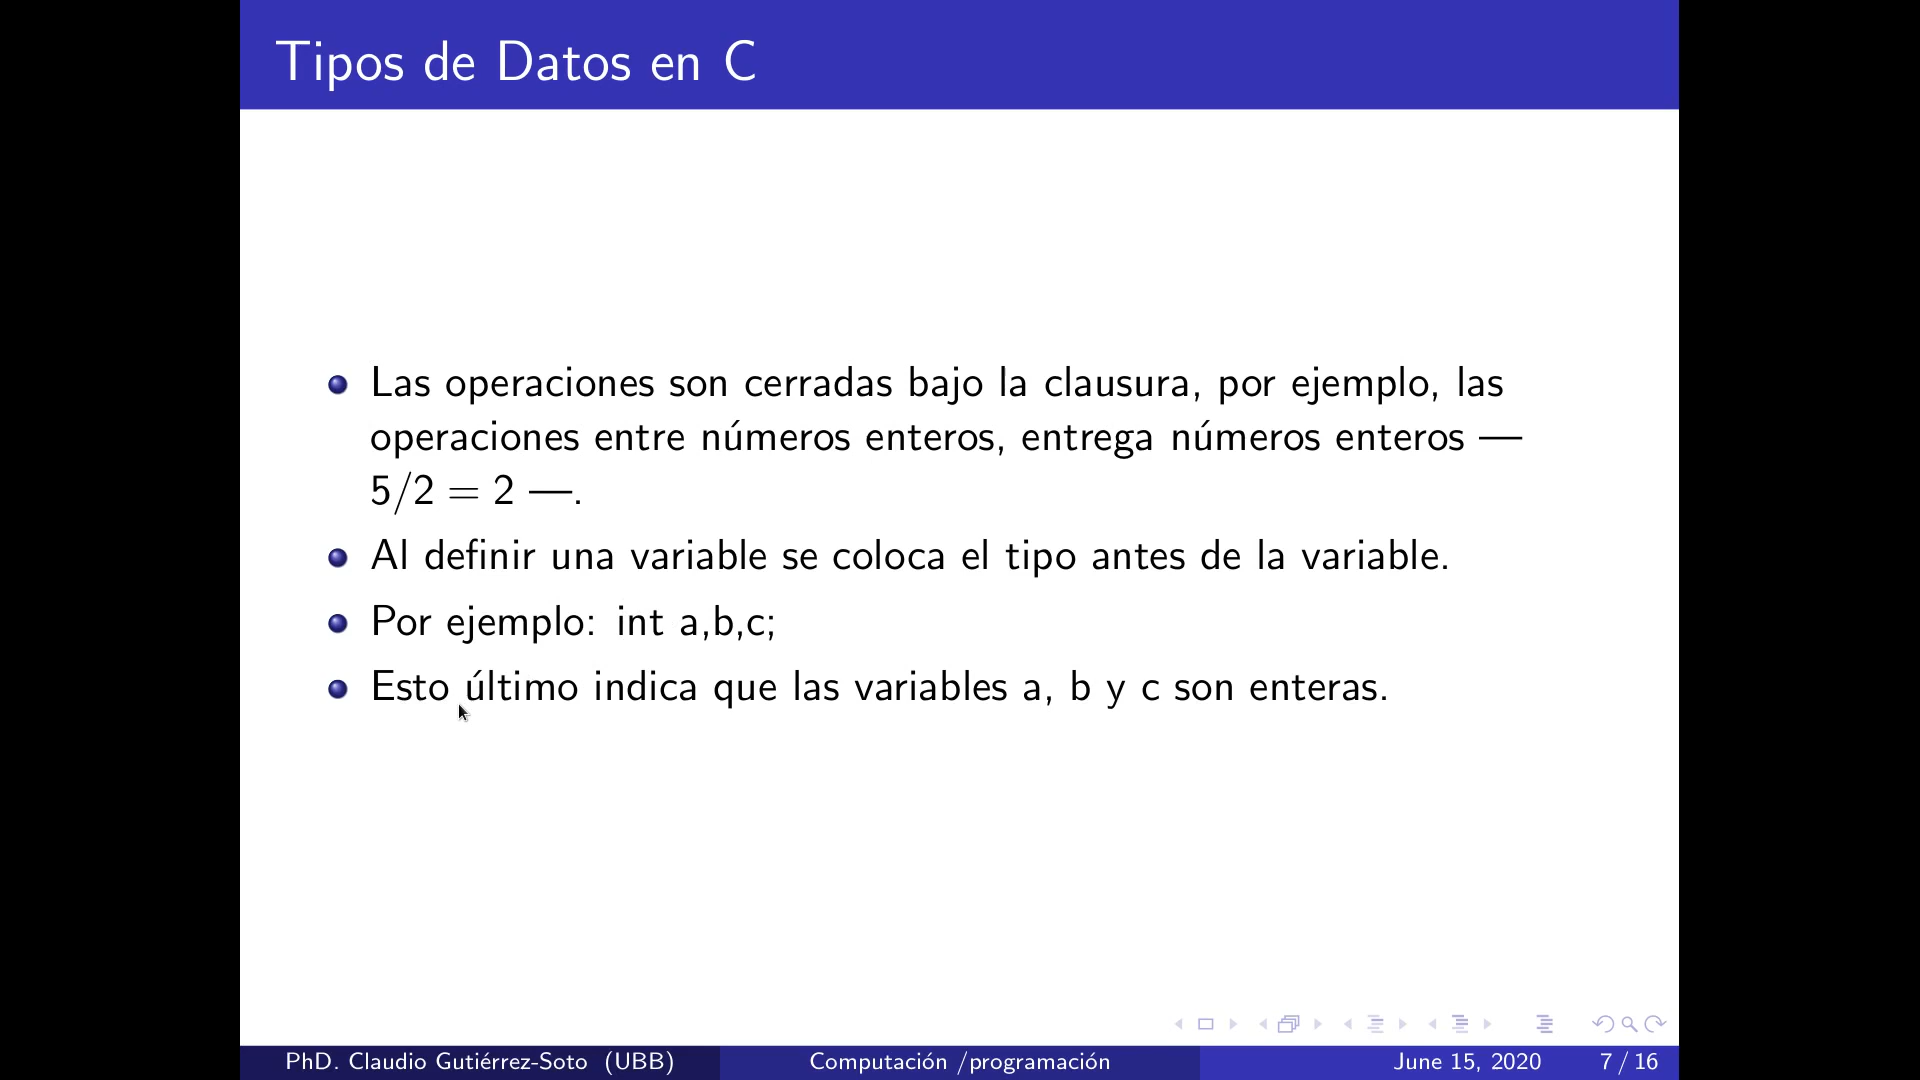 Tipos de Datos en C
Las operaciones son cerradas bajo la clausura, por ejemplo, las
operaciones entre números enteros, entrega números enteros —
5/2 = 2 —.
Al definir una variable se coloca el tipo antes de la variable.
Por ejemplo: int a,b,c;
Esto último indica que las variables a, b y c son enteras.
PhD. Claudio Gutiérrez-Soto (UBB) Computación /programación June 15, 2020 7 / 16